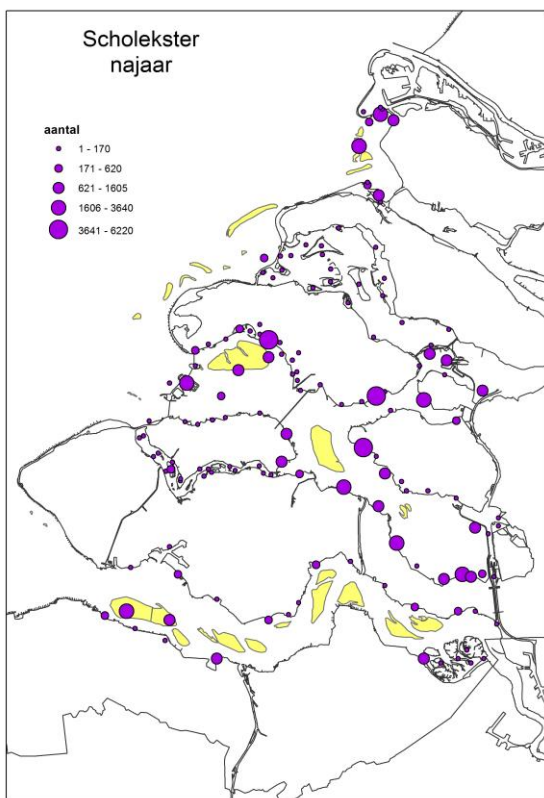 Scholekster
najaar
aantal
1 - 170
171 - 620
621 - 1605
1606 - 3640
3641 - 6220